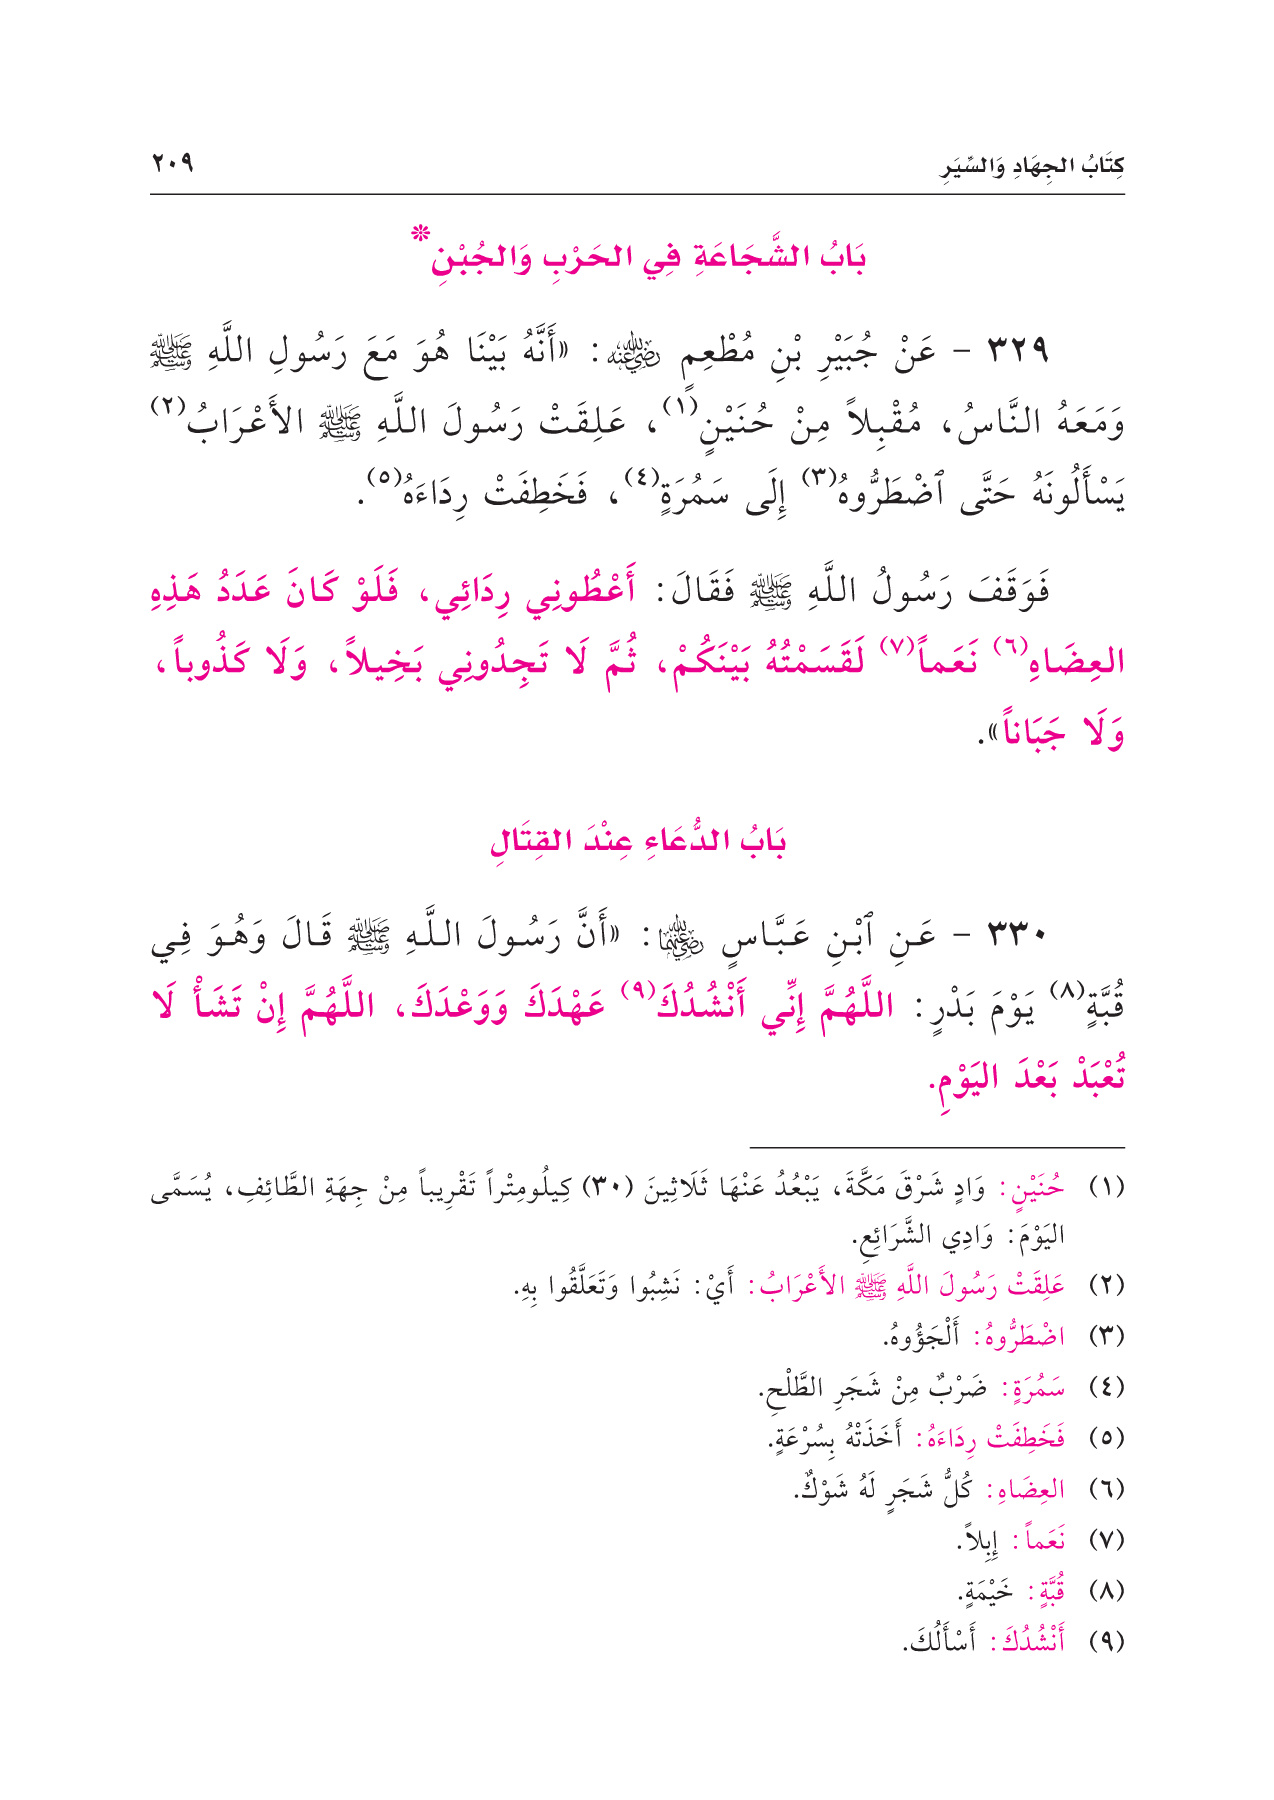 كِتَابُ الجِهَادِ وَالسِّيَرِ ٢٠٩
بَابُ الشَّجَاعَةِ فِي الحَرْبِ وَالجُبْنِ*
٣٢٩ - عَنْ جُبَيْرِ بْنِ مُطْعِمٍ رضي الله عنه: «أَنَّهُ بَيْنَا هُوَ مَعَ رَسُولِ اللَّهِ ﷺ
وَمَعَهُ النَّاسُ، مُقْبِلاً مِنْ حُنَيْنٍ(١)، عَلِقَتْ رَسُولَ اللَّهِ ﷺ الأَعْرَابُ(٢)
يَسْأَلُونَهُ حَتَّى ٱضْطَرُّوهُ(٣) إِلَى سَمُرَةٍ(٤)، فَخَطِفَتْ رِدَاءَهُ(٥).
فَوَقَفَ رَسُولُ اللَّهِ ﷺ فَقَالَ: أَعْطُونِي رِدَائِي، فَلَوْ كَانَ عَدَدُ هَذِهِ
العِضَاهِ(٦) نَعَماً(٧) لَقَسَمْتُهُ بَيْنَكُمْ، ثُمَّ لَا تَجِدُونِي بَخِيلاً، وَلَا كَذُوباً،
وَلَا جَبَاناً».
بَابُ الدُّعَاءِ عِنْدَ القِتَالِ
٣٣٠ - عَنِ ٱبْنِ عَبَّاسٍ رضي الله عنهما: «أَنَّ رَسُولَ اللَّهِ ﷺ قَالَ وَهُوَ فِي
قُبَّةٍ(٨) يَوْمَ بَدْرٍ: اللَّهُمَّ إِنِّي أَنْشُدُكَ(٩) عَهْدَكَ وَوَعْدَكَ، اللَّهُمَّ إِنْ تَشَأْ لَا
تُعْبَدْ بَعْدَ اليَوْمِ.
(١) حُنَيْنٍ: وَادٍ شَرْقَ مَكَّةَ، يَبْعُدُ عَنْهَا ثَلَاثِينَ (٣٠) كِيلُومِتْراً تَقْرِيباً مِنْ جِهَةِ الطَّائِفِ، يُسَمَّى
اليَوْمَ: وَادِي الشَّرَائِعِ.
(٢) عَلِقَتْ رَسُولَ اللَّهِ ﷺ الأَعْرَابُ: أَيْ: نَشِبُوا وَتَعَلَّقُوا بِهِ.
(٣) اضْطَرُّوهُ: أَلْجَؤُوهُ.
(٤) سَمُرَةٍ: ضَرْبٌ مِنْ شَجَرِ الطَّلْحِ.
(٥) فَخَطِفَتْ رِدَاءَهُ: أَخَذَتْهُ بِسُرْعَةٍ.
(٦) العِضَاهِ: كُلُّ شَجَرٍ لَهُ شَوْكٌ.
(٧) نَعَماً: إِبِلاً.
(٨) قُبَّةٍ: خَيْمَةٍ.
(٩) أَنْشُدُكَ: أَسْأَلُكَ.